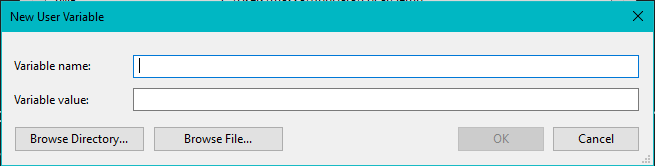 New User Variable
Variable name:
Variable value:
Browse Directory... Browse File... OK Cancel